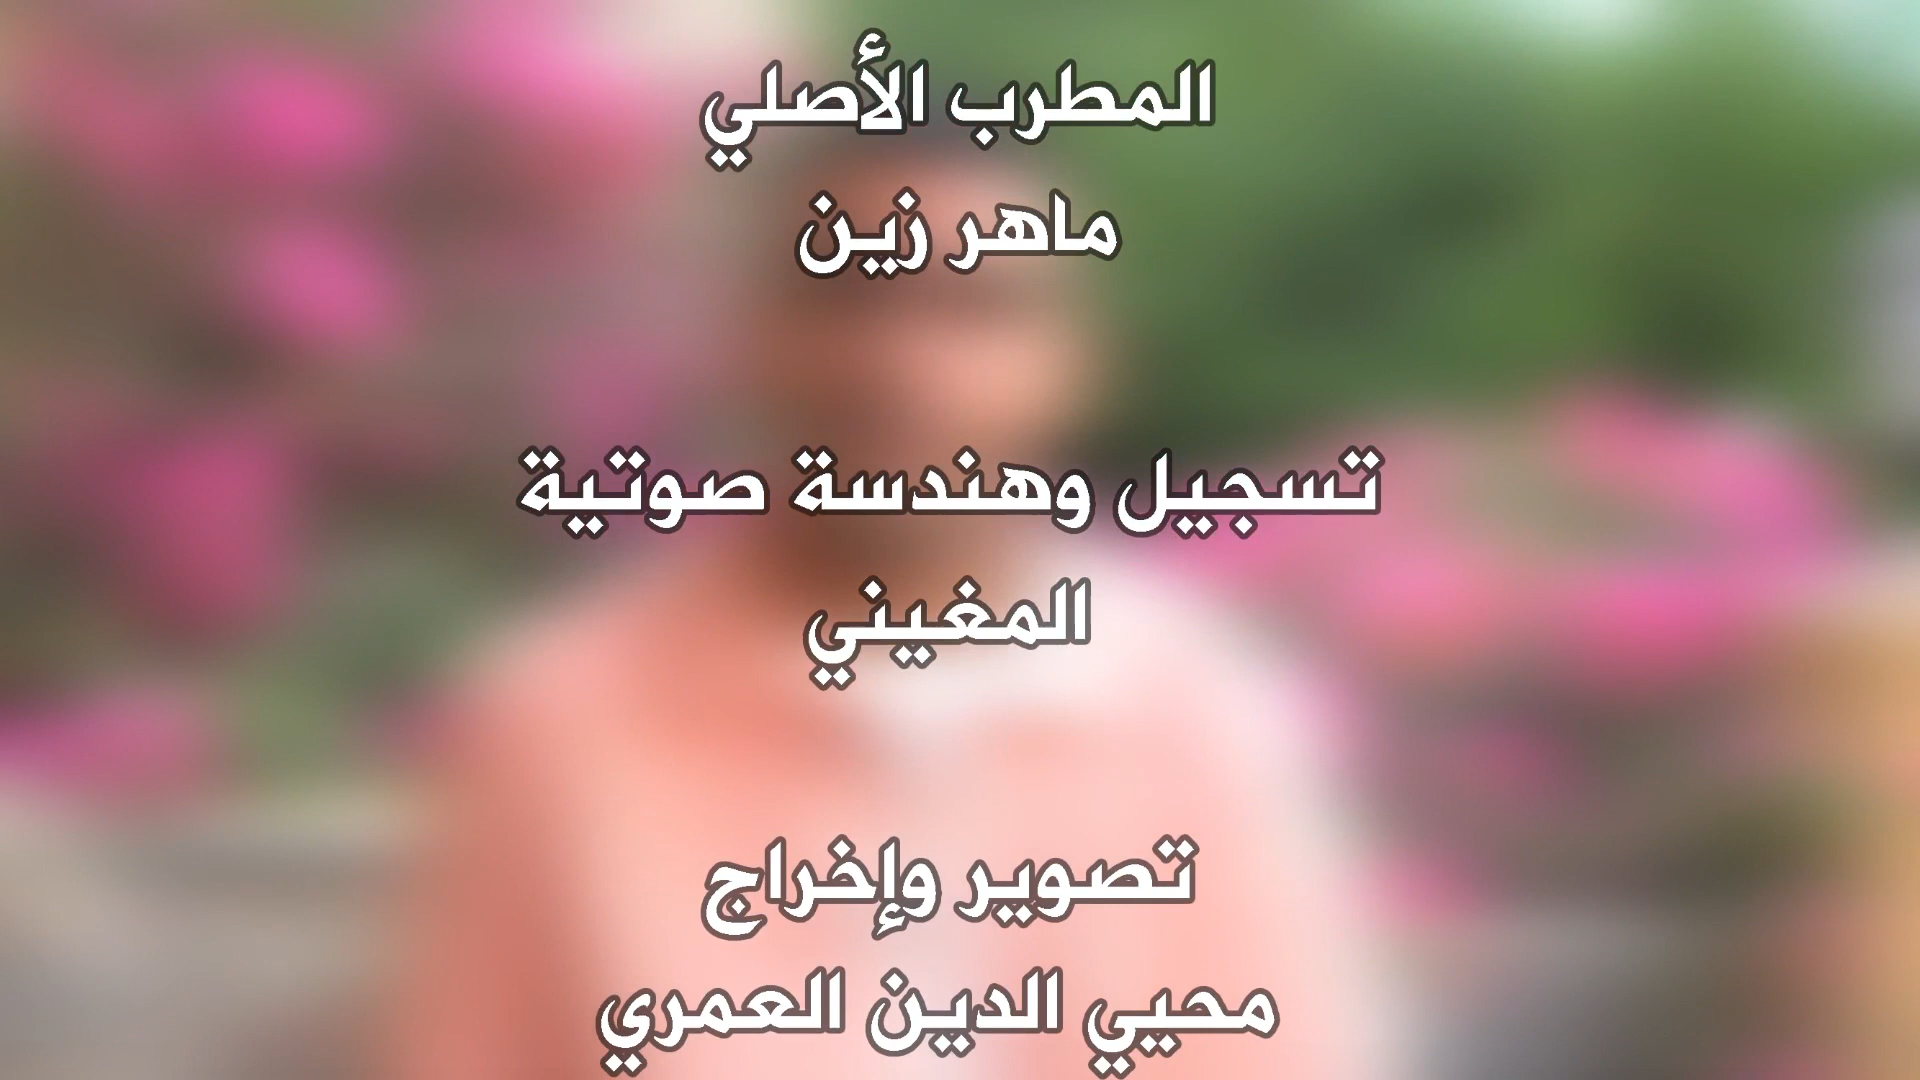 المطرب الأصلي
ماهر زين
تسجيل وهندسة صوتية
المغيني
تصوير وإخراج
محيي الدين العمري